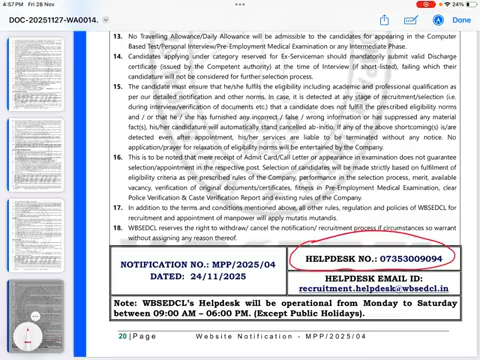 4:57 PM Fri 28 Nov
DOC-20251127-WA0014.
Done
13. No Travelling Allowance/Daily Allowance will be admissible to the candidates for appearing in the Computer
Based Test/Personal Interview/Pre-Employment Medical Examination or any Intermediate Phase.
14. Candidates applying under category reserved for Ex-Serviceman should mandatorily submit valid Discharge
certificate (issued by the Competent authority) at the time of Interview (if short-listed), failing which their
candidature will not be considered for further selection process.
15. The candidate must ensure that he/she fulfils the eligibility including academic and professional qualification as
per our detailed notification and other norms. In case, it is detected at any stage of recruitment/selection (i.e.
during interview/verification of documents etc) that a candidate does not fulfill the prescribed eligibility norms
and / or that he / she has furnished any incorrect / false / wrong information or has suppressed any material
fact(s), his/her candidature will automatically stand cancelled ab-initio. If any of the above shortcoming(s) is/are
detected even after appointment, his/her services are liable to be terminated without any notice. No
application/prayer for relaxation of eligibility norms will be entertained by the Company.
16. This is to be noted that mere issue of Admit Card/Call Letter or appearance in examination does not guarantee
selection/appointment in the respective post. Selection of candidates will be made strictly based on fulfilment of
eligibility criteria as per prescribed rules of the Company, performance in the selection process, merit, available
vacancy, verification of original documents/certificates, fitness in Pre-Employment Medical Examination, clear
Police Verification & Caste Verification Report and existing rules of the Company.
17. In addition to the terms and conditions mentioned above, all other rules, regulation and policies of WBSEDCL for
recruitment and appointment of manpower will apply mutatis mutandis.
18. WBSEDCL reserves the right to withdraw/ cancel the notification/ recruitment process if circumstances so warrant
without assigning any reason thereof.
NOTIFICATION NO.: MPP/2025/04
DATED: 24/11/2025
HELPDESK NO.: 07353009094
HELPDESK EMAIL ID:
recruitment.helpdesk@wbsedcl.in
Note: WBSEDCL's Helpdesk will be operational from Monday to Saturday
between 09:00 AM – 06:00 PM. (Except Public Holidays).
20 | Page Website Notification - MPP/2025/04